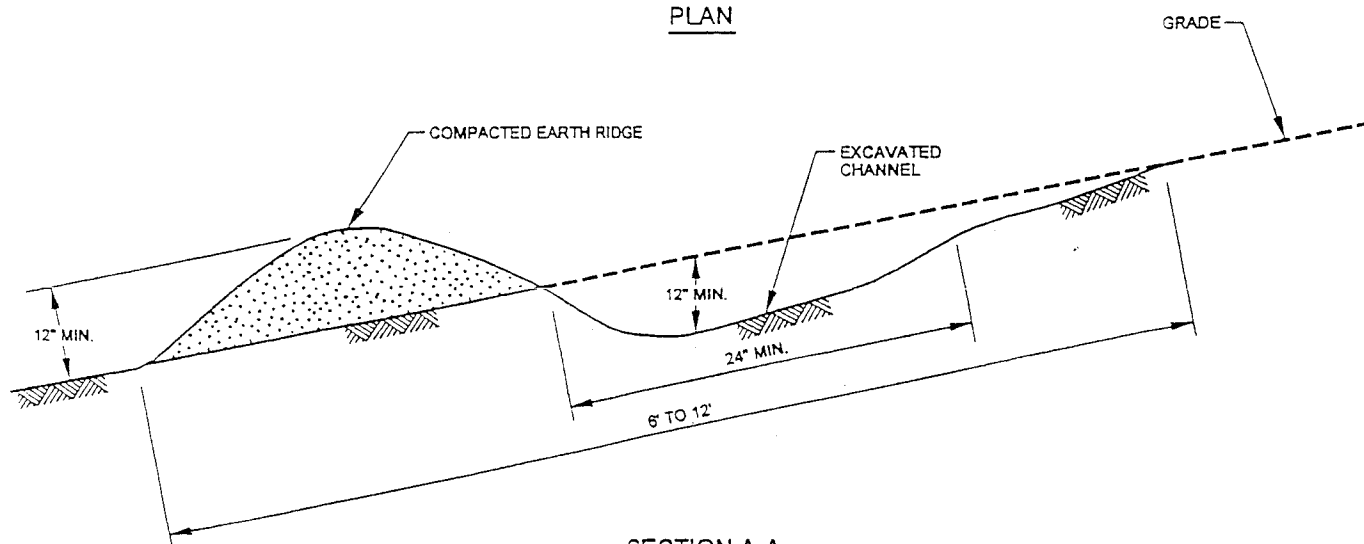 PLAN
GRADE
COMPACTED EARTH RIDGE
EXCAVATED
CHANNEL
12" MIN.
12" MIN.
24" MIN.
6' TO 12'
SECTION A-A